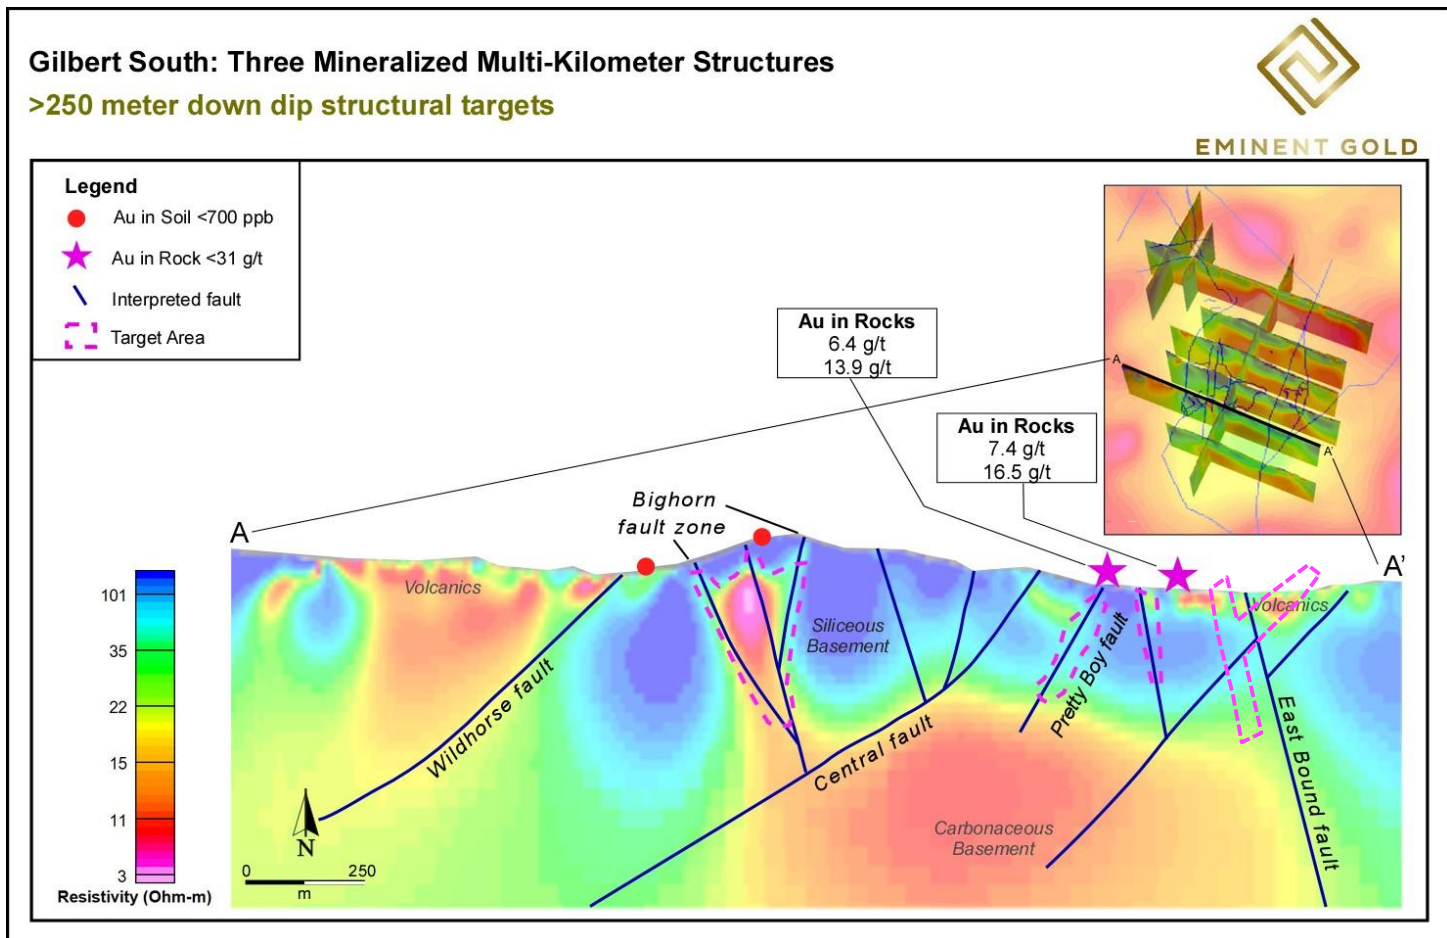 Gilbert South: Three Mineralized Multi-Kilometer Structures
>250 meter down dip structural targets
EMINENT GOLD
Legend
Au in Soil <700 ppb
Au in Rock <31 g/t
Interpreted fault
Target Area
Au in Rocks
6.4 g/t
13.9 g/t
Au in Rocks
7.4 g/t
16.5 g/t
A
A'
Bighorn
fault zone
A
A'
Volcanics
Volcanics
Siliceous
Basement
Wildhorse fault
Central fault
Pretty Boy fault
East Bound fault
Carbonaceous
Basement
101
35
22
15
11
3
Resistivity (Ohm-m)
N
0
250
m